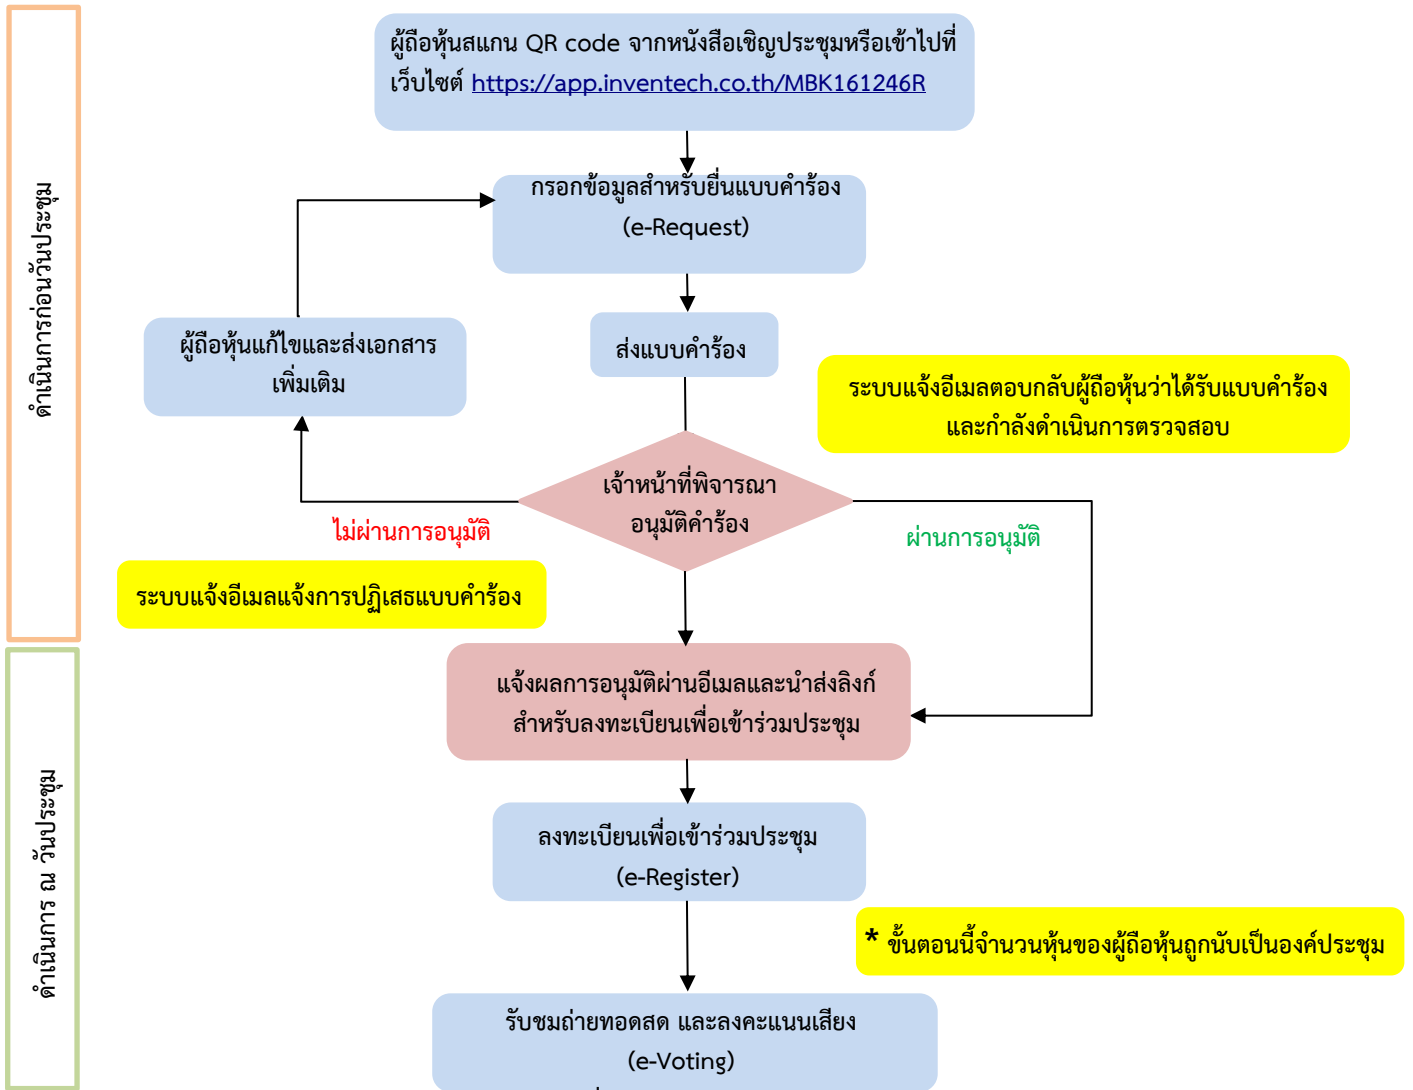 ดำเนินการก่อนวันประชุม
ผู้ถือหุ้นสแกน QR code จากหนังสือเชิญประชุมหรือเข้าไปที่
เว็บไซต์ https://app.inventech.co.th/MBK161246R
กรอกข้อมูลสำหรับยื่นแบบคำร้อง
(e-Request)
ผู้ถือหุ้นแก้ไขและส่งเอกสาร
เพิ่มเติม
ส่งแบบคำร้อง
ระบบแจ้งอีเมลตอบกลับผู้ถือหุ้นว่าได้รับแบบคำร้อง
และกำลังดำเนินการตรวจสอบ
เจ้าหน้าที่พิจารณา
อนุมัติคำร้อง
ไม่ผ่านการอนุมัติ
ผ่านการอนุมัติ
ระบบแจ้งอีเมลแจ้งการปฏิเสธแบบคำร้อง
ดำเนินการ ณ วันประชุม
แจ้งผลการอนุมัติผ่านอีเมลและนำส่งลิงก์
สำหรับลงทะเบียนเพื่อเข้าร่วมประชุม
ลงทะเบียนเพื่อเข้าร่วมประชุม
(e-Register)
* ขั้นตอนนี้จำนวนหุ้นของผู้ถือหุ้นถูกนับเป็นองค์ประชุม
รับชมถ่ายทอดสด และลงคะแนนเสียง
(e-Voting)